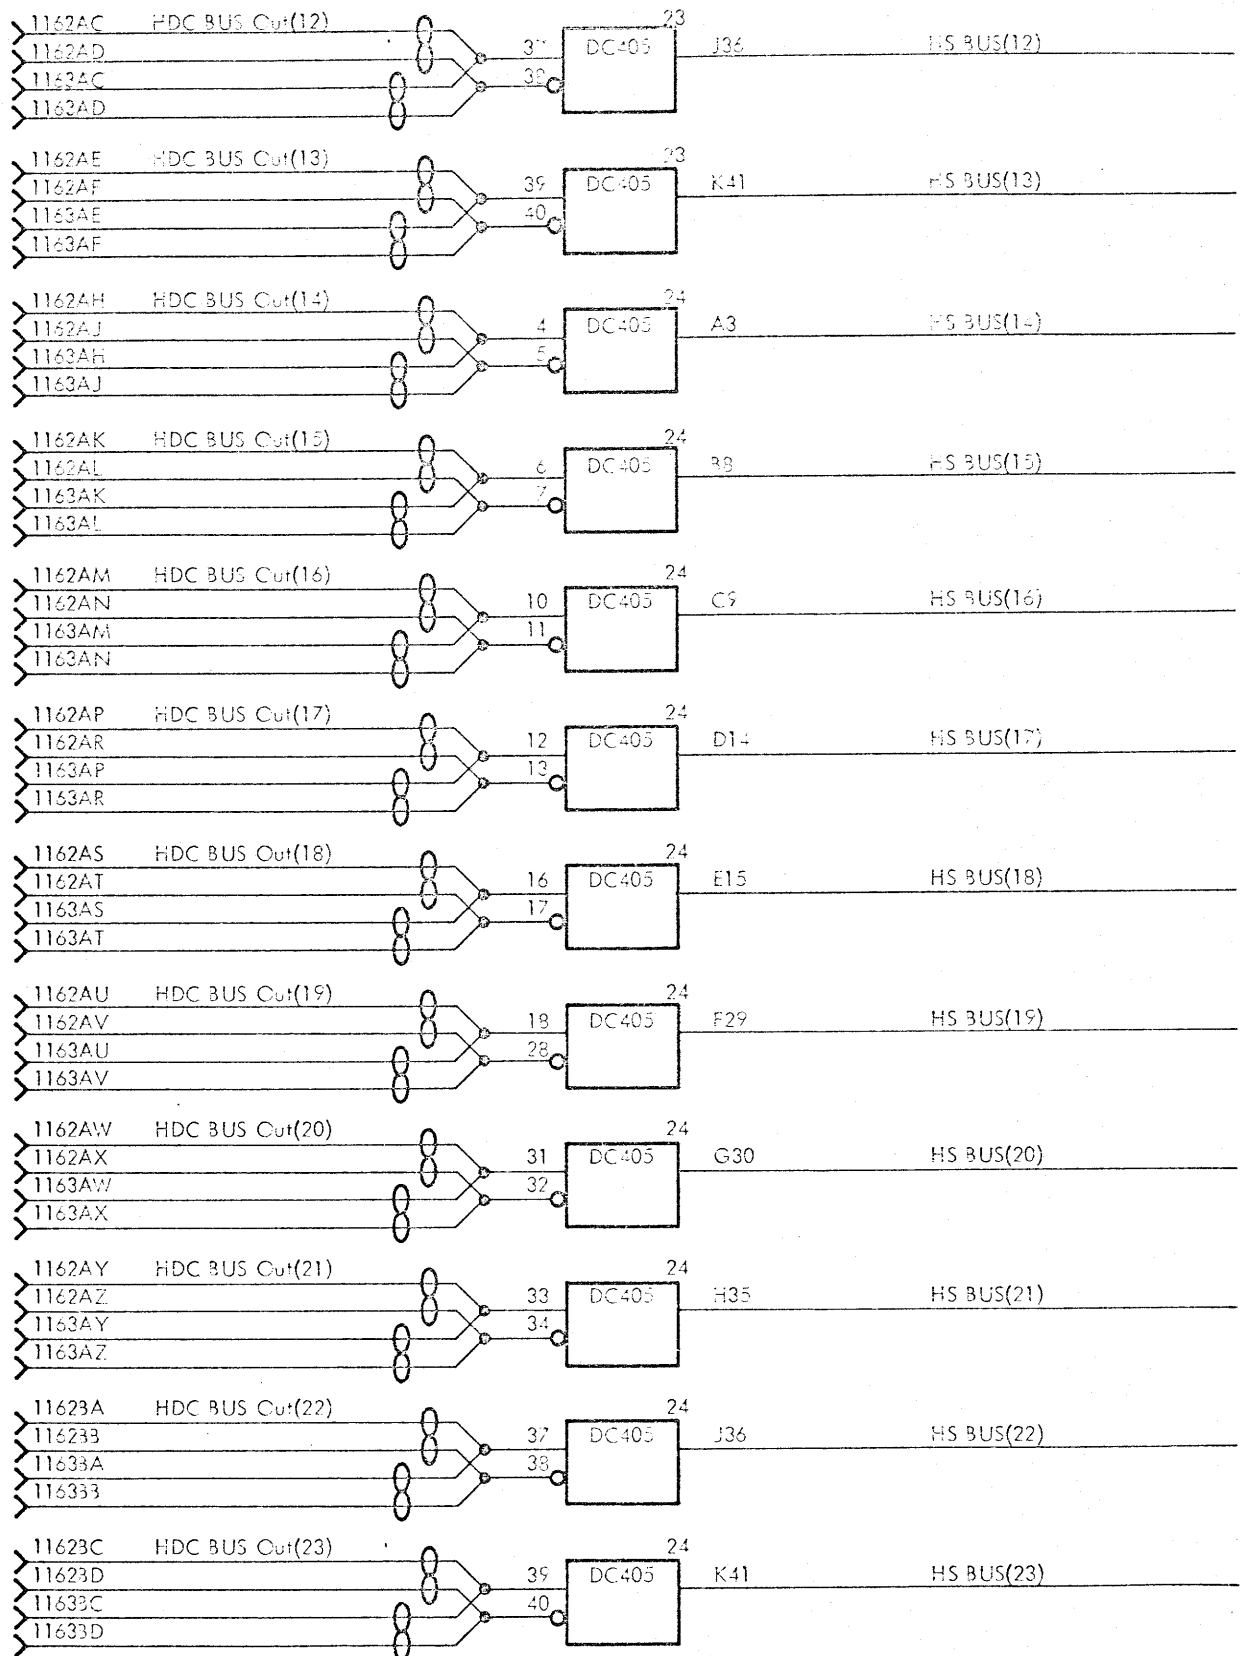 23
1162AC HDC BUS Out(12)
1162AD 37 DC405 J36 HS BUS(12)
1163AC 38
1163AD
23
1162AE HDC BUS Out(13)
1162AF 39 DC405 K41 HS BUS(13)
1163AE 40
1163AF
24
1162AH HDC BUS Out(14)
1162AJ 4 DC405 A3 HS BUS(14)
1163AH 5
1163AJ
24
1162AK HDC BUS Out(15)
1162AL 6 DC405 B8 HS BUS(15)
1163AK 7
1163AL
24
1162AM HDC BUS Out(16)
1162AN 10 DC405 C9 HS BUS(16)
1163AM 11
1163AN
24
1162AP HDC BUS Out(17)
1162AR 12 DC405 D14 HS BUS(17)
1163AP 13
1163AR
24
1162AS HDC BUS Out(18)
1162AT 16 DC405 E15 HS BUS(18)
1163AS 17
1163AT
24
1162AU HDC BUS Out(19)
1162AV 18 DC405 F29 HS BUS(19)
1163AU 28
1163AV
24
1162AW HDC BUS Out(20)
1162AX 31 DC405 G30 HS BUS(20)
1163AW 32
1163AX
24
1162AY HDC BUS Out(21)
1162AZ 33 DC405 H35 HS BUS(21)
1163AY 34
1163AZ
24
1162BA HDC BUS Out(22)
1162BB 37 DC405 J36 HS BUS(22)
1163BA 38
1163BB
24
1162BC HDC BUS Out(23)
1162BD 39 DC405 K41 HS BUS(23)
1163BC 40
1163BD